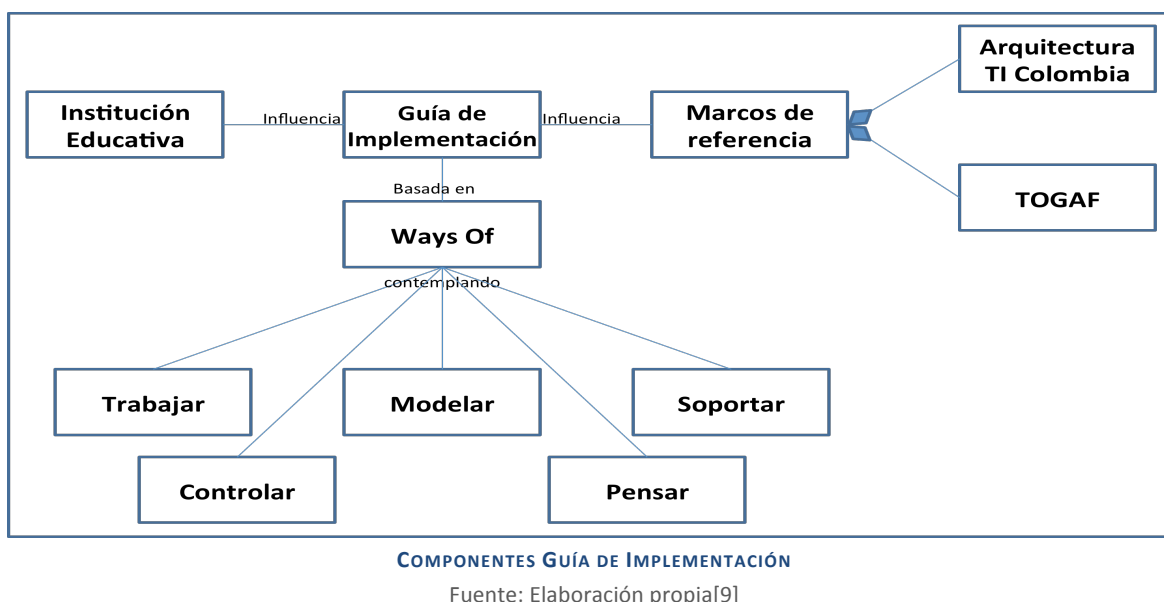 Arquitectura
TI Colombia
Institución
Educativa
Influencia
Guía de
Implementación
Influencia
Marcos de
referencia
TOGAF
Basada en
Ways Of
contemplando
Trabajar
Modelar
Soportar
Controlar
Pensar
COMPONENTES GUÍA DE IMPLEMENTACIÓN
Fuente: Elaboración propia[9]